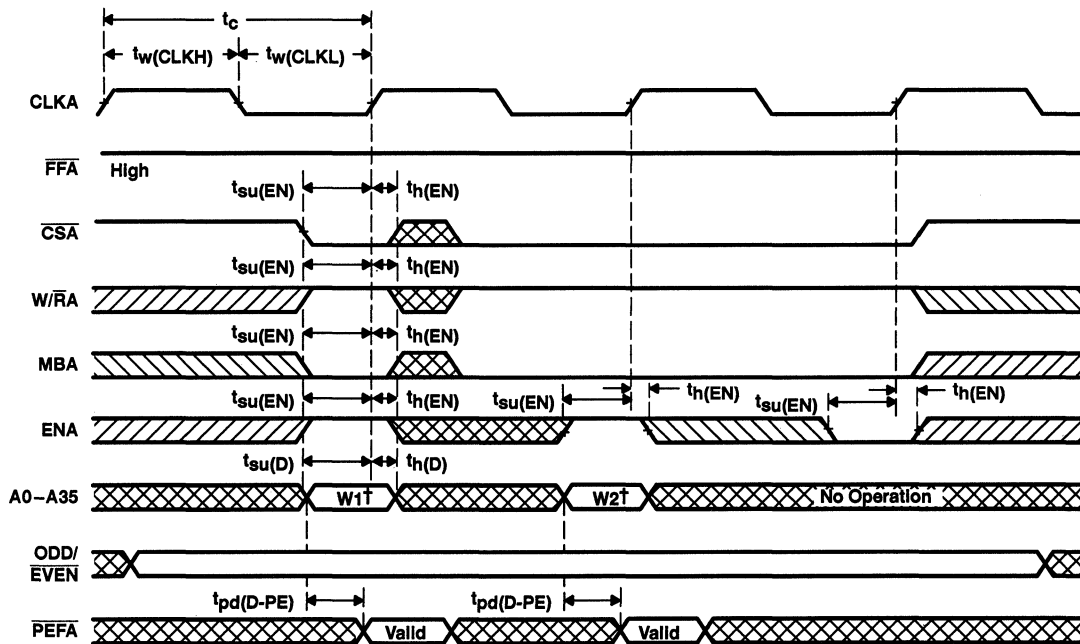 tc
tw(CLKH) tw(CLKL)
CLKA
FFA High
tsu(EN) th(EN)
CSA
tsu(EN) th(EN)
W/RA
tsu(EN) th(EN)
MBA
tsu(EN) th(EN) tsu(EN) th(EN) tsu(EN) th(EN)
ENA
tsu(D) th(D)
A0–A35 W1† W2† No Operation
ODD/
EVEN
tpd(D-PE) tpd(D-PE)
PEFA Valid Valid